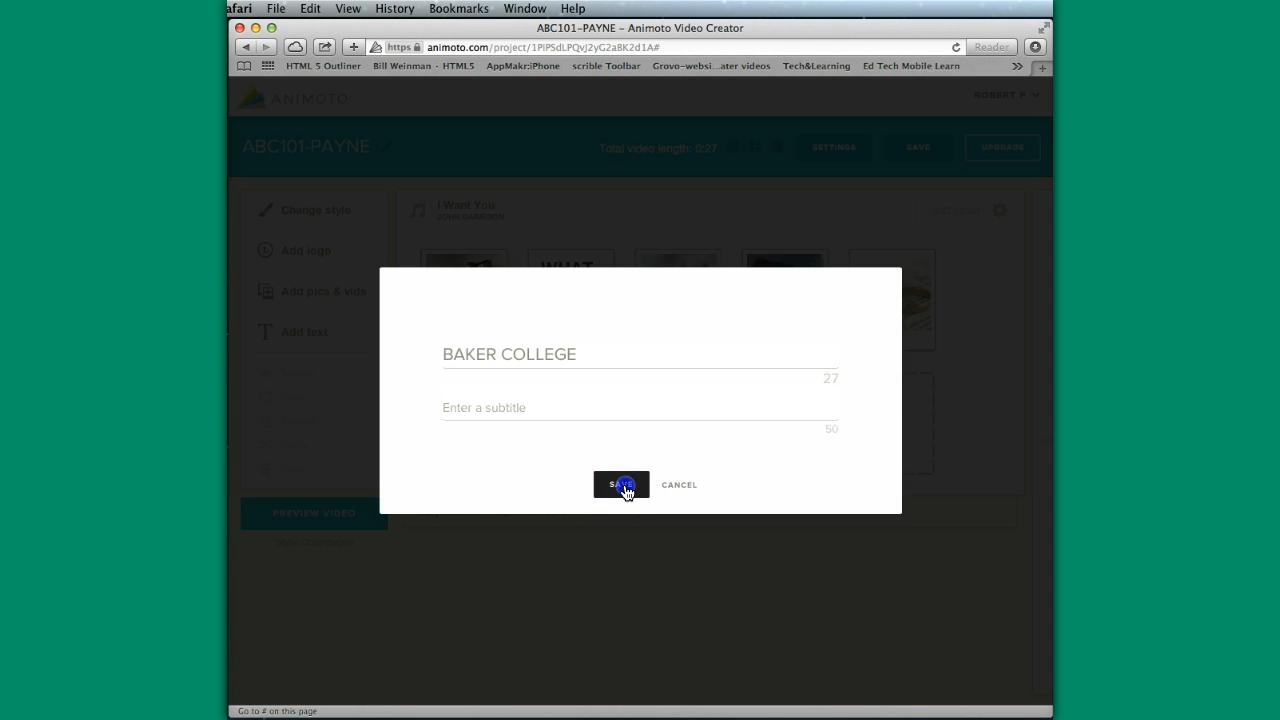 afari File Edit View History Bookmarks Window Help
ABC101-PAYNE – Animoto Video Creator
https animoto.com/project/1PiPSdLPQvJ2yG2aBK2d1A# Reader
HTML 5 Outliner Bill Weinman · HTML5 AppMakr:iPhone scrible Toolbar Grovo-websi...ater videos Tech&Learning Ed Tech Mobile Learn >> +
ANIMOTO ROBERT P
ABC101-PAYNE Total video length: 0:27 SETTINGS SAVE UPGRADE
Change style
I Want You
Add logo
WHAT
Add pics & vids
Add text
BAKER COLLEGE
27
Enter a subtitle
50
SAVE CANCEL
PREVIEW VIDEO
Go to # on this page